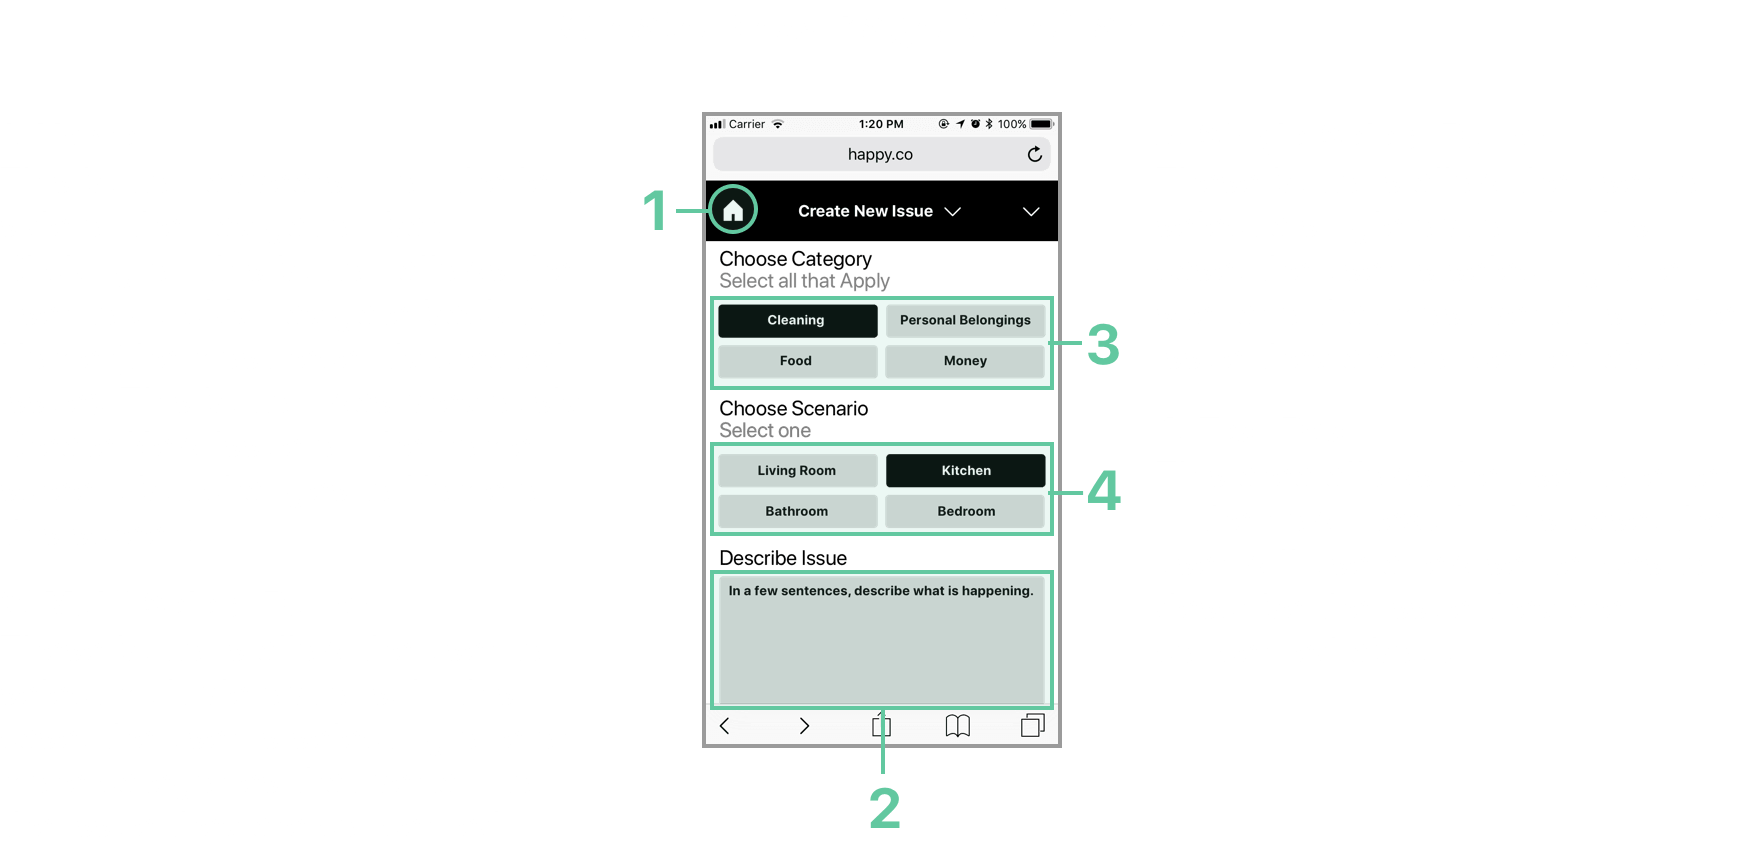 Carrier 1:20 PM 100%
happy.co
1 Create New Issue
Choose Category
Select all that Apply
Cleaning Personal Belongings
3
Food Money
Choose Scenario
Select one
Living Room Kitchen
4
Bathroom Bedroom
Describe Issue
In a few sentences, describe what is happening.
2